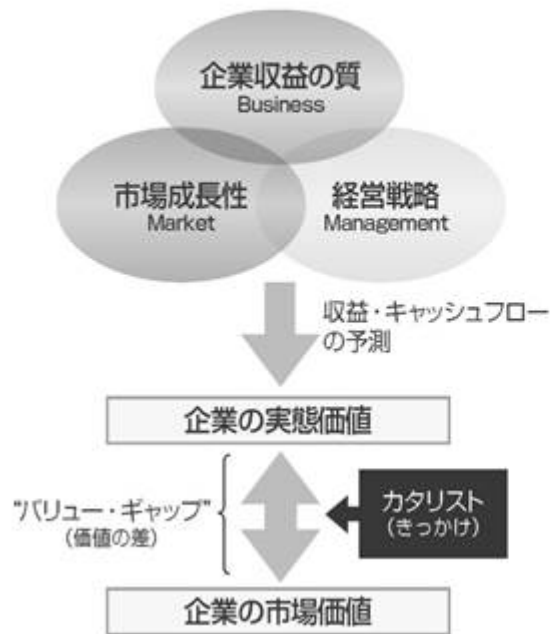 企業収益の質
Business
市場成長性
Market
経営戦略
Management
収益・キャッシュフロー
の予測
企業の実態価値
“バリュー・ギャップ”
(価値の差)
カタリスト
(きっかけ)
企業の市場価値